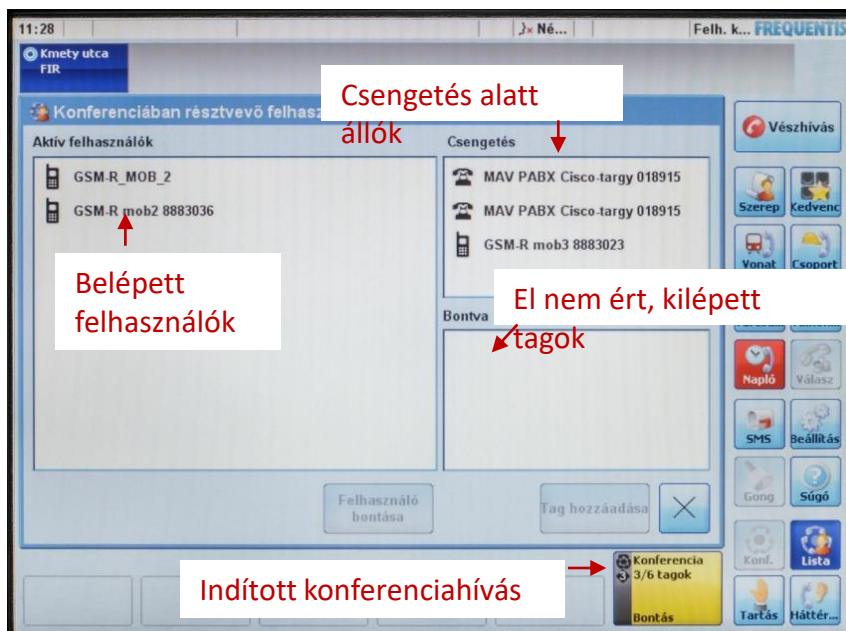 11:28
Né...
Felh. k... FREQUENTIS
Kmety utca
FIR
Konferenciában résztvevő felhasz
Csengetés alatt
állók
Vészhívás
Aktív felhasználók
Csengetés
GSM-R_MOB_2
GSM-R mob2 8883036
MAV PABX Cisco-targy 018915
MAV PABX Cisco-targy 018915
GSM-R mob3 8883023
Szerep
Kedvenc
Vonat
Csoport
Belépett
felhasználók
El nem ért, kilépett
tagok
Bontva
Napló
Válasz
SMS
Beállítás
Felhasználó
bontása
Tag hozzáadása
Gong
Súgó
Indított konferenciahívás
Konferencia
3 3/6 tagok
Bontás
Konf.
Lista
Tartás
Háttér...